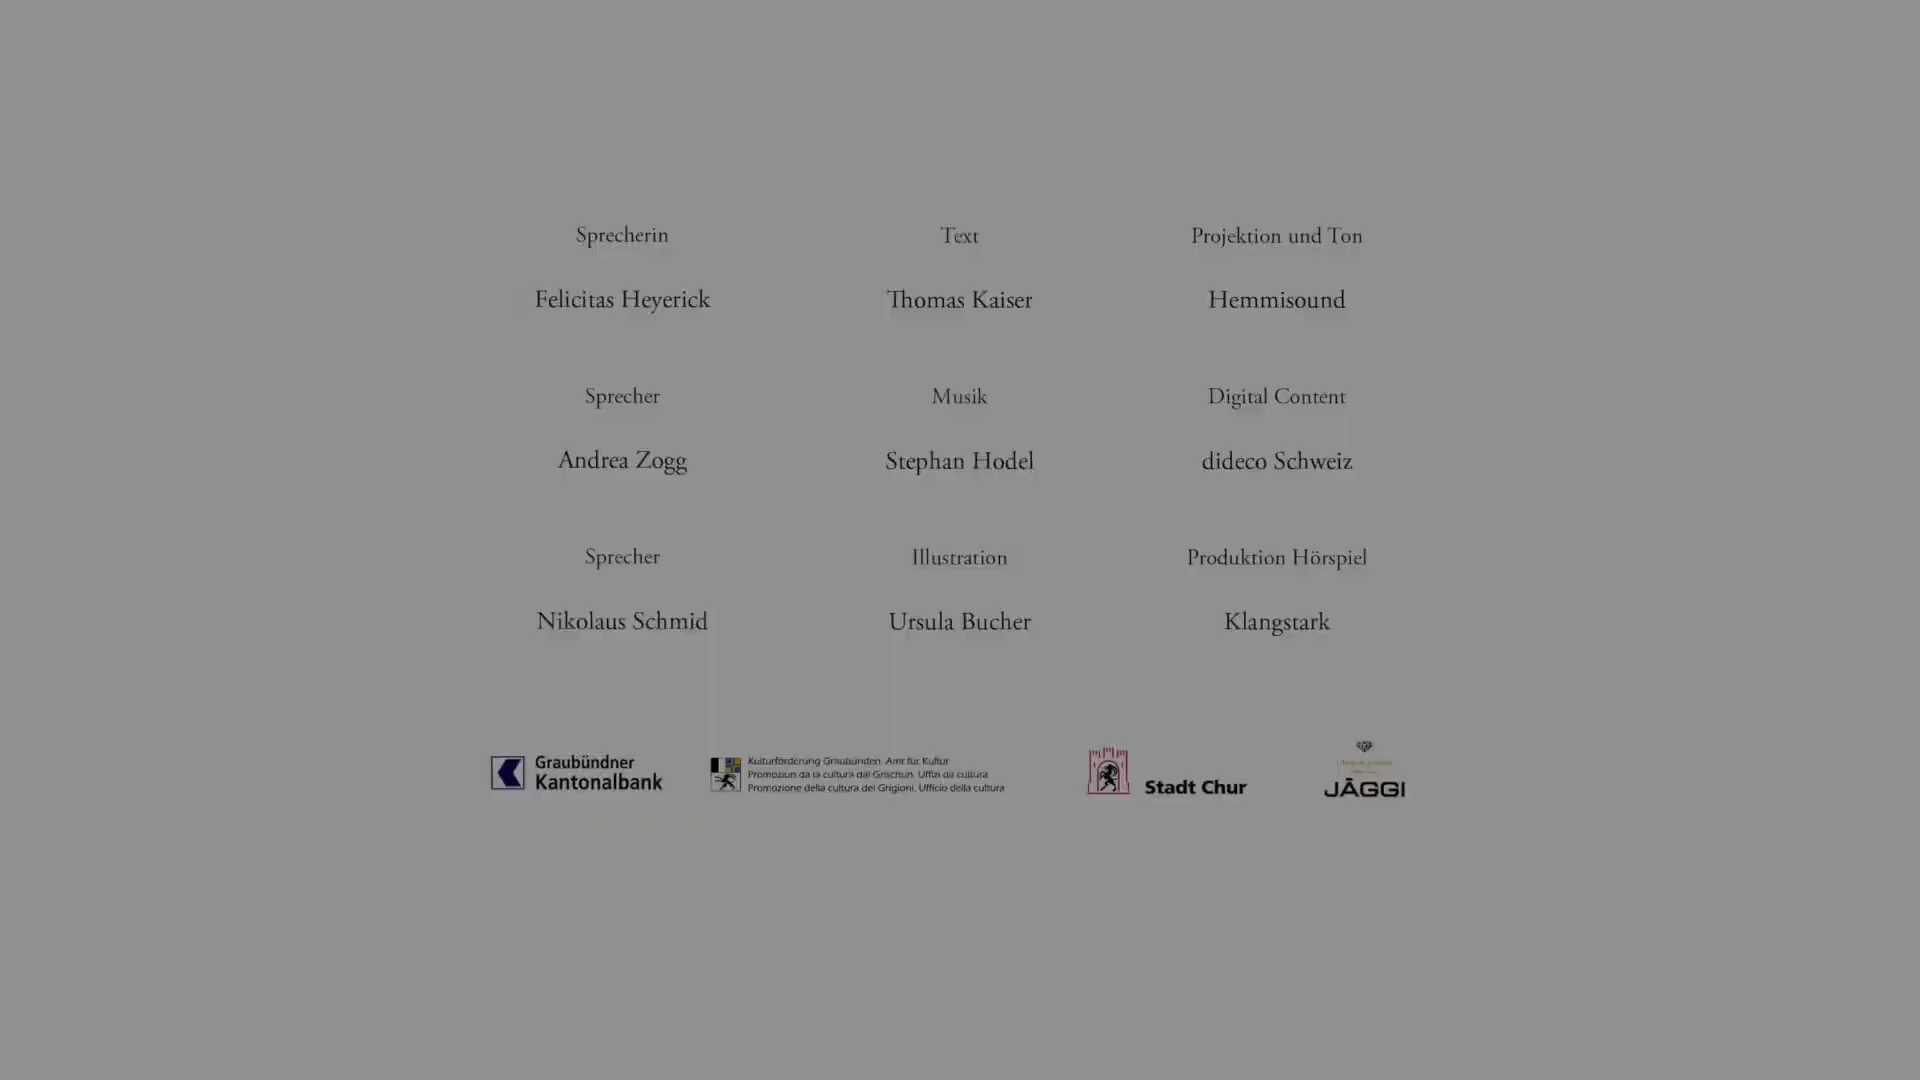 Sprecherin
Felicitas Heyerick
Sprecher
Andrea Zogg
Sprecher
Nikolaus Schmid
Text
Thomas Kaiser
Musik
Stephan Hodel
Illustration
Ursula Bucher
Projektion und Ton
Hemmisound
Digital Content
dideco Schweiz
Produktion Hörspiel
Klangstark
Graubündner
Kantonalbank
Kulturförderung Graubünden. Amt für Kultur
Promoziun da la cultura dal Grischun. Uffizi da cultura
Promozione della cultura dei Grigioni. Ufficio della cultura
Stadt Chur
JÄGGI